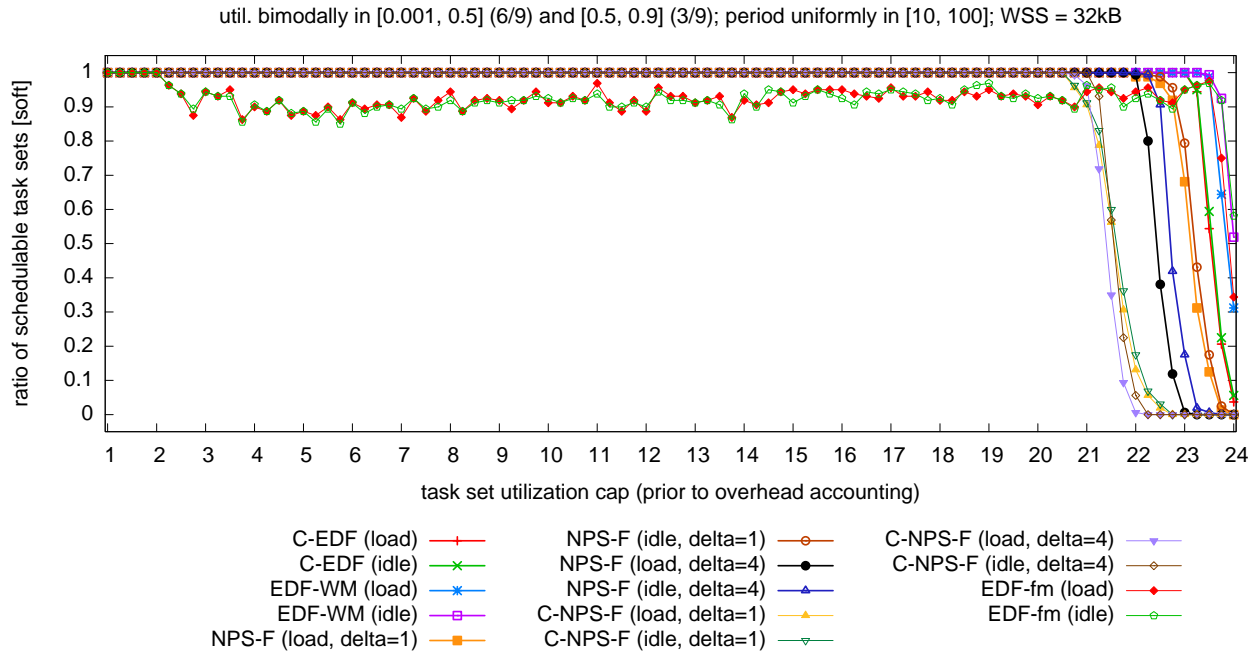 util. bimodally in [0.001, 0.5] (6/9) and [0.5, 0.9] (3/9); period uniformly in [10, 100]; WSS = 32kB
ratio of schedulable task sets [soft]
1
0.9
0.8
0.7
0.6
0.5
0.4
0.3
0.2
0.1
0
1 2 3 4 5 6 7 8 9 10 11 12 13 14 15 16 17 18 19 20 21 22 23 24
task set utilization cap (prior to overhead accounting)
C-EDF (load)
C-EDF (idle)
EDF-WM (load)
EDF-WM (idle)
NPS-F (load, delta=1)
NPS-F (idle, delta=1)
NPS-F (load, delta=4)
NPS-F (idle, delta=4)
C-NPS-F (load, delta=1)
C-NPS-F (idle, delta=1)
C-NPS-F (load, delta=4)
C-NPS-F (idle, delta=4)
EDF-fm (load)
EDF-fm (idle)